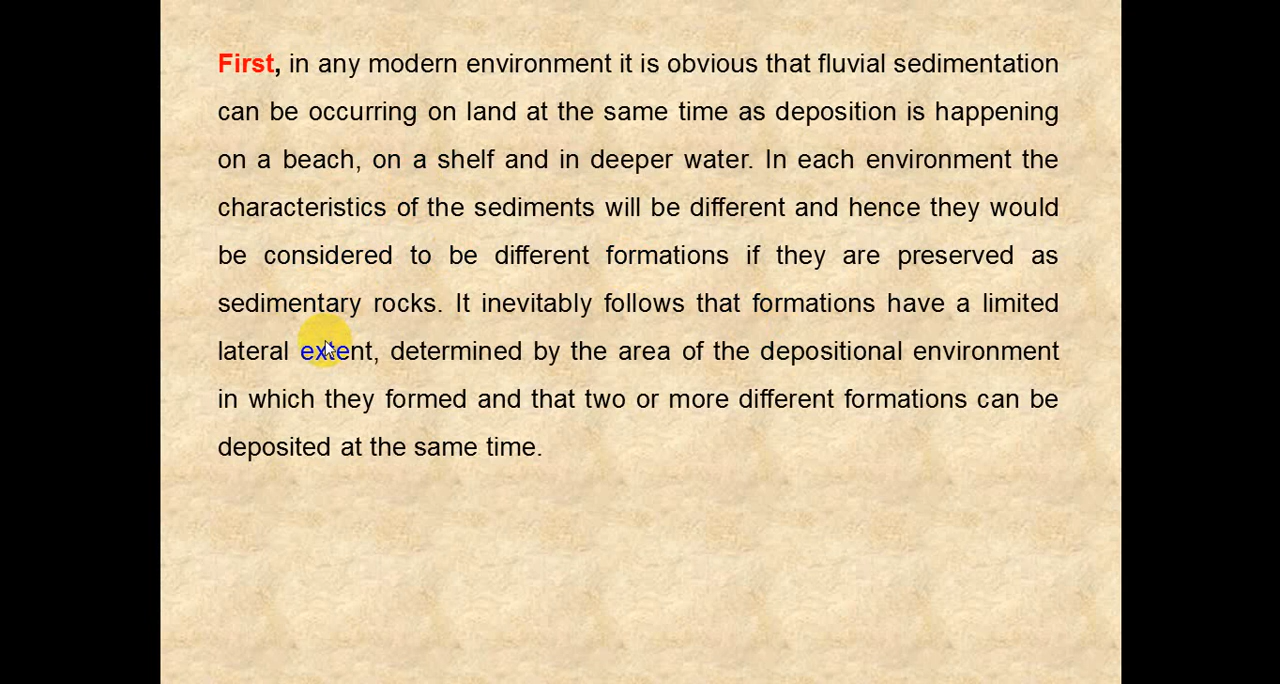 First, in any modern environment it is obvious that fluvial sedimentation
can be occurring on land at the same time as deposition is happening
on a beach, on a shelf and in deeper water. In each environment the
characteristics of the sediments will be different and hence they would
be considered to be different formations if they are preserved as
sedimentary rocks. It inevitably follows that formations have a limited
lateral extent, determined by the area of the depositional environment
in which they formed and that two or more different formations can be
deposited at the same time.